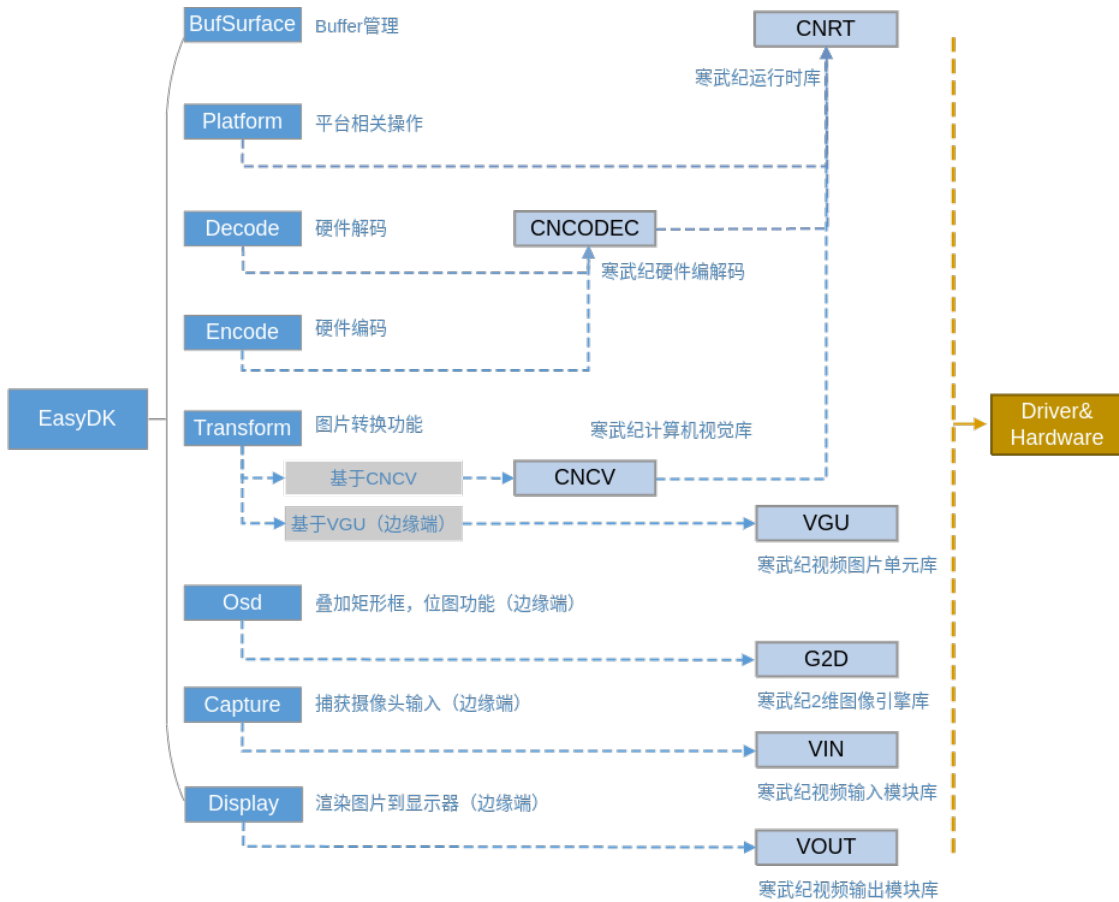 BufSurface
Buffer管理
CNRT
寒武纪运行时库
Platform
平台相关操作
Decode
硬件解码
CNCODEC
寒武纪硬件编解码
Encode
硬件编码
EasyDK
Transform
图片转换功能
寒武纪计算机视觉库
Driver&
Hardware
基于CNCV
CNCV
基于VGU（边缘端）
VGU
寒武纪视频图片单元库
Osd
叠加矩形框，位图功能（边缘端）
G2D
寒武纪2维图像引擎库
Capture
捕获摄像头输入（边缘端）
VIN
寒武纪视频输入模块库
Display
渲染图片到显示器（边缘端）
VOUT
寒武纪视频输出模块库